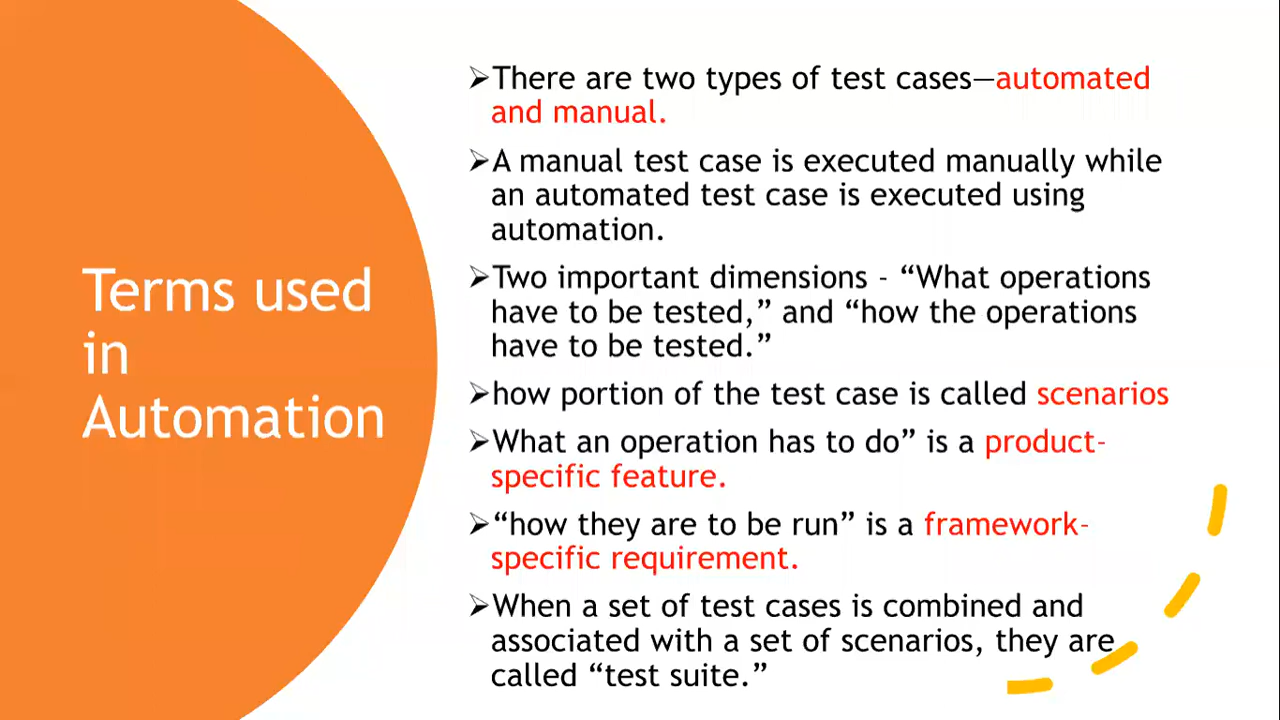 Terms used
in
Automation
➢There are two types of test cases—automated
and manual.
➢A manual test case is executed manually while
an automated test case is executed using
automation.
➢Two important dimensions - “What operations
have to be tested,” and “how the operations
have to be tested.”
➢how portion of the test case is called scenarios
➢What an operation has to do” is a product-
specific feature.
➢“how they are to be run” is a framework-
specific requirement.
➢When a set of test cases is combined and
associated with a set of scenarios, they are
called “test suite.”